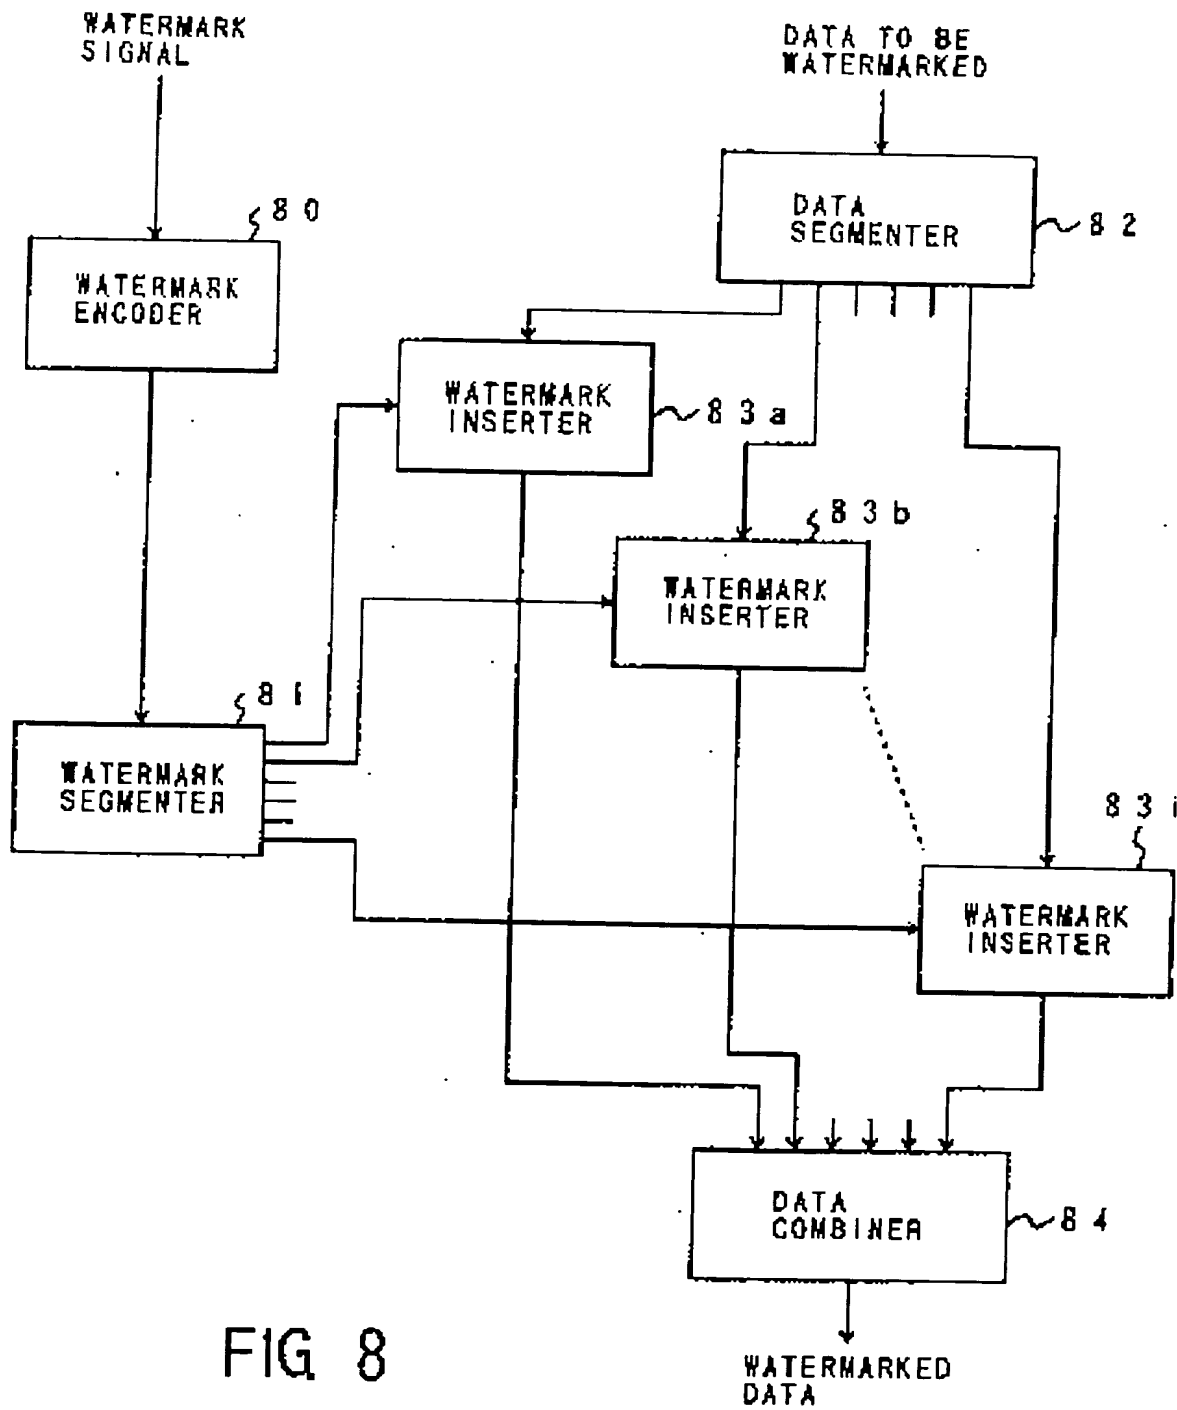 WATERMARK
SIGNAL
DATA TO BE
WATERMARKED
80
WATERMARK
ENCODER
DATA
SEGMENTER
82
WATERMARK
INSERTER
83a
83b
WATERMARK
INSERTER
81
WATERMARK
SEGMENTER
83i
WATERMARK
INSERTER
DATA
COMBINER
84
FIG 8
WATERMARKED
DATA